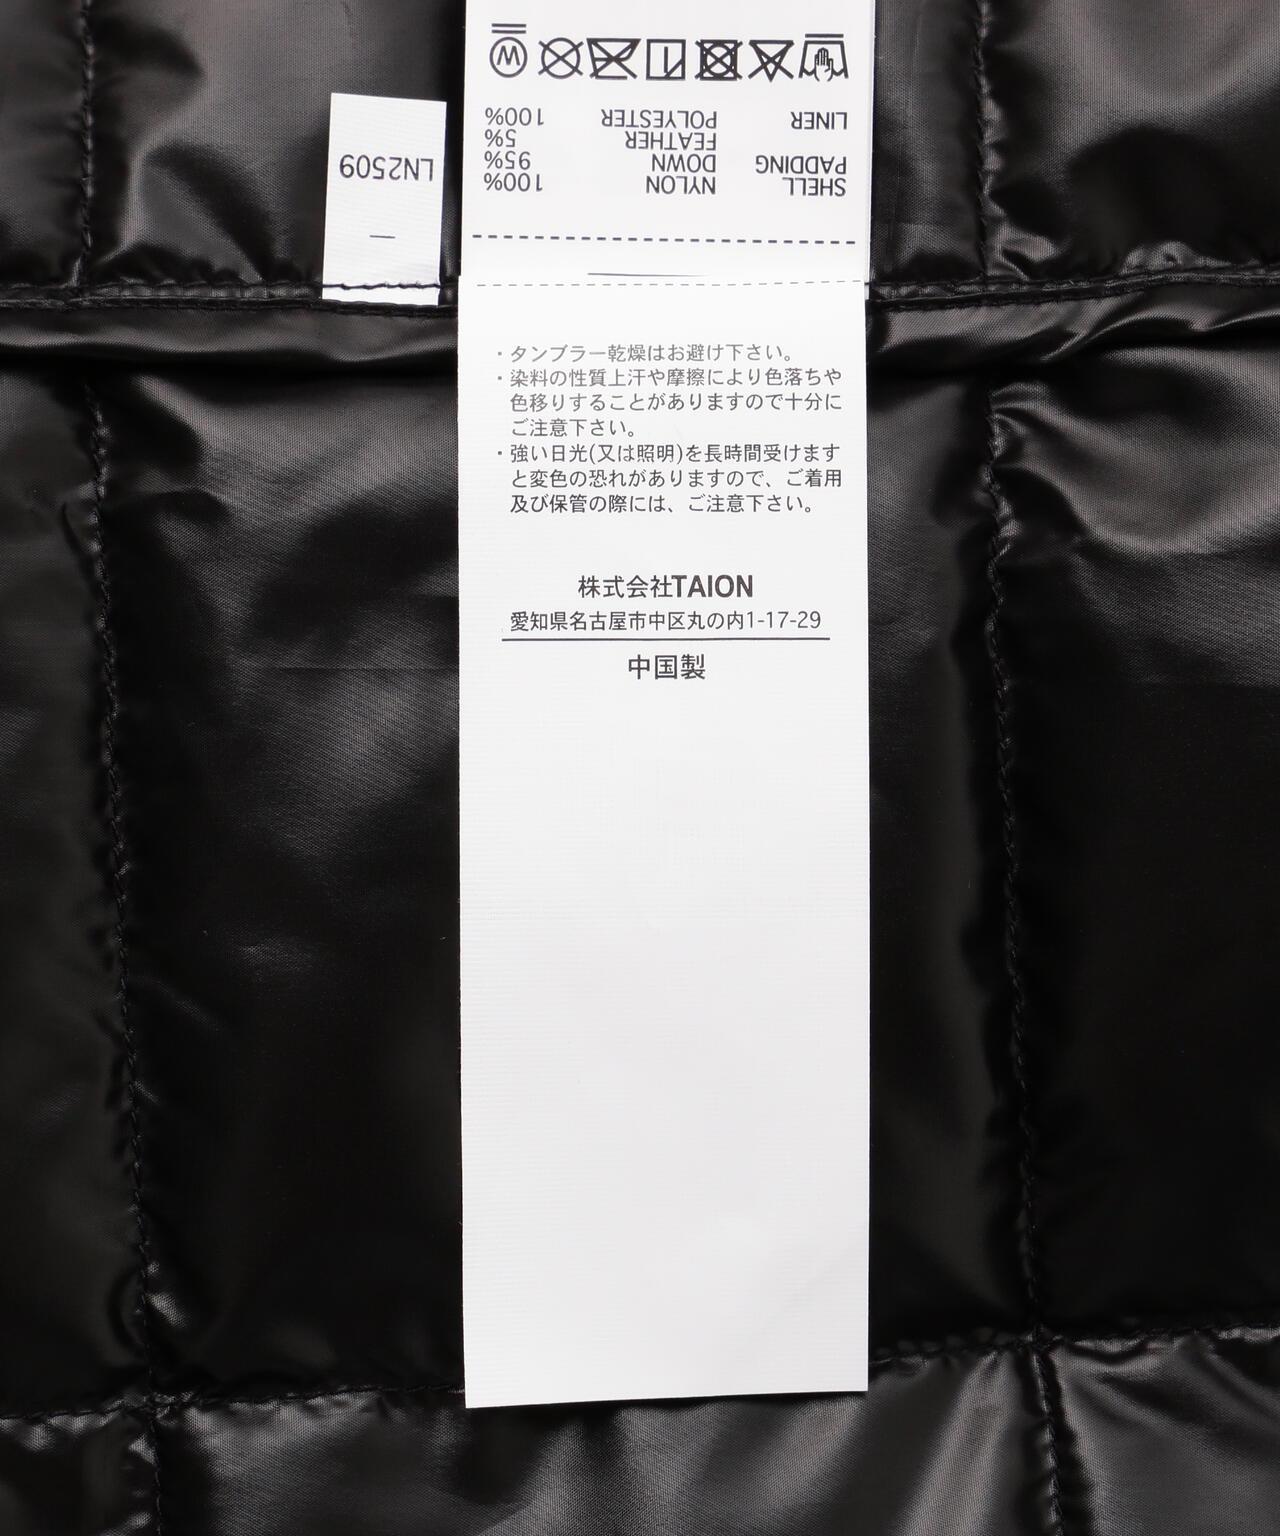 SHELL NYLON 100%
PADDING DOWN 95%
FEATHER 5%
LINER POLYESTER 100%
W
LN2509
・タンブラー乾燥はお避け下さい。
・染料の性質上汗や摩擦により色落ちや
色移りすることがありますので十分に
ご注意下さい。
・強い日光(又は照明)を長時間受けます
と変色の恐れがありますので、ご着用
及び保管の際には、ご注意下さい。
株式会社TAION
愛知県名古屋市中区丸の内1-17-29
中国製